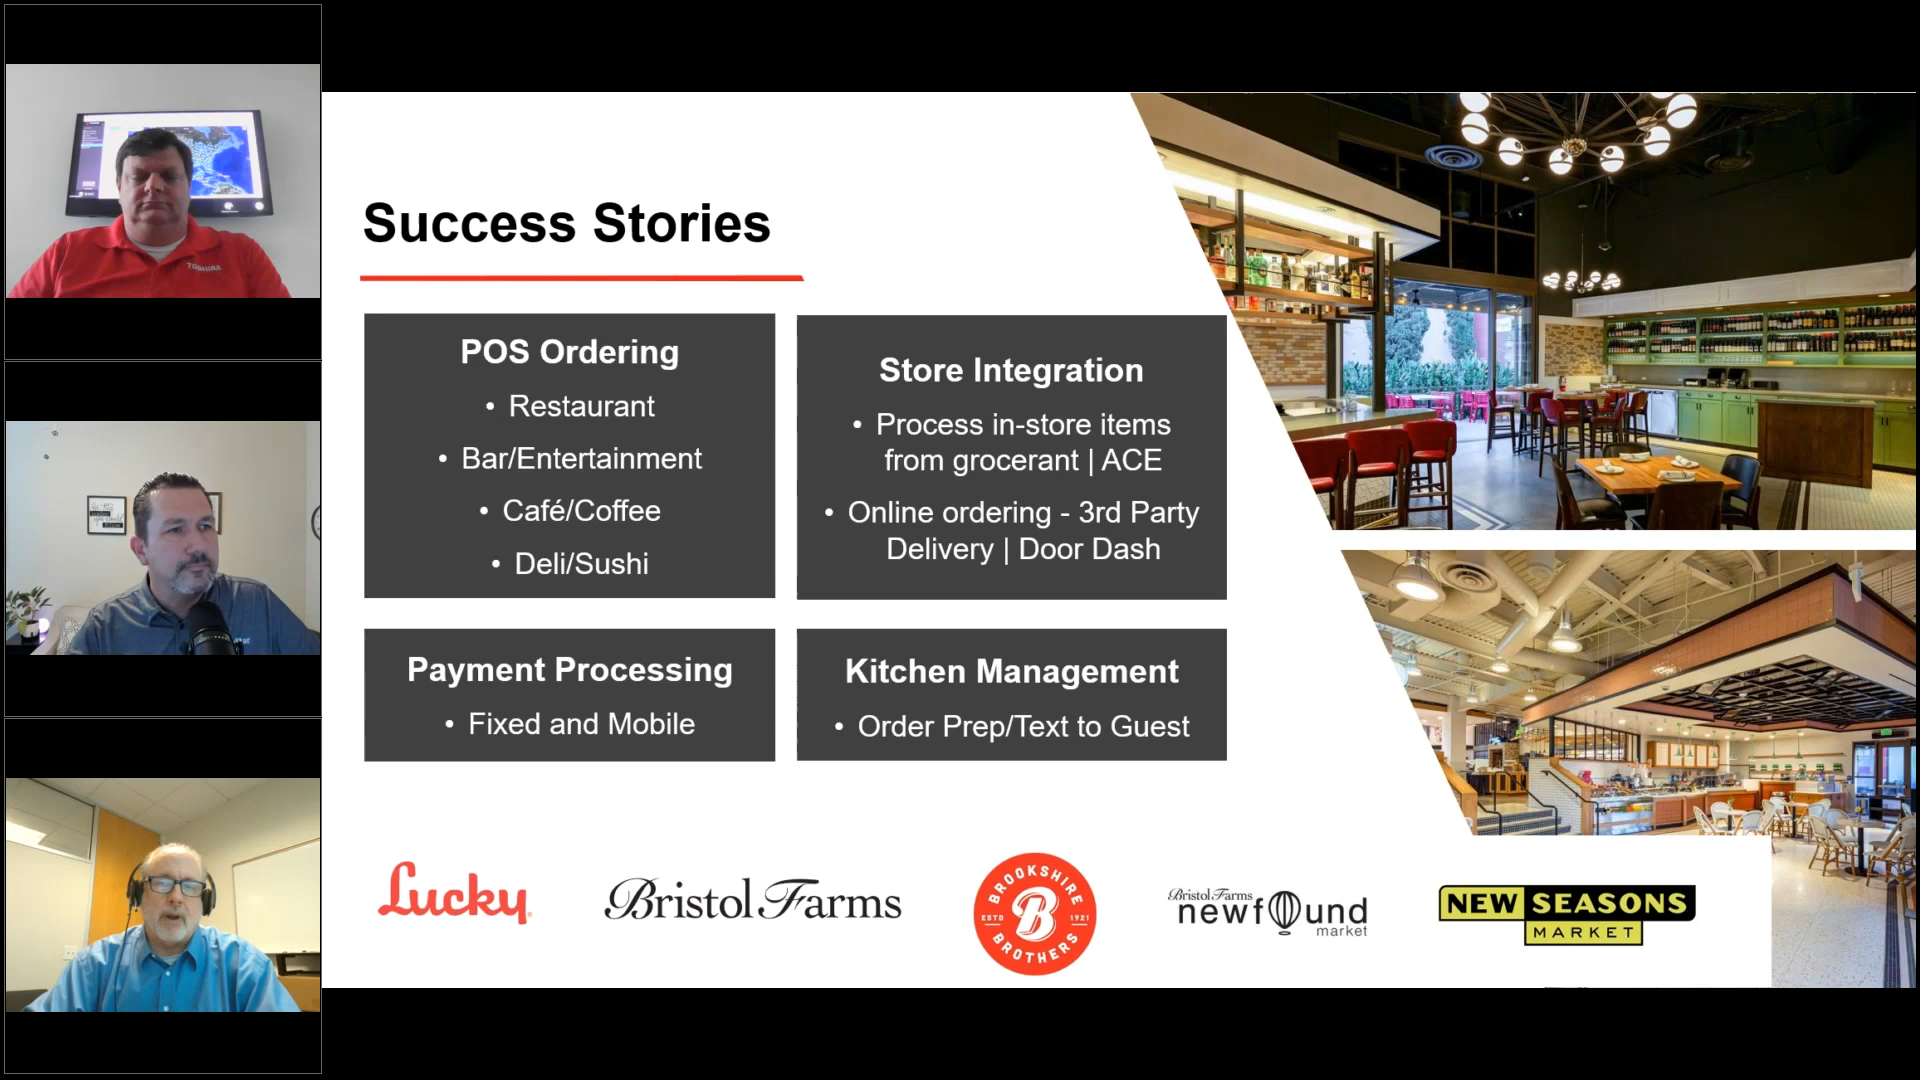 TOSHIBA
Success Stories
POS Ordering
• Restaurant
• Bar/Entertainment
• Café/Coffee
• Deli/Sushi
Store Integration
• Process in-store items
from grocerant | ACE
• Online ordering - 3rd Party
Delivery | Door Dash
Payment Processing
• Fixed and Mobile
Kitchen Management
• Order Prep/Text to Guest
Lucky
Bristol Farms
BROOKSHIRE
ESTD B 1921
BROTHERS
Bristol Farms
newfound
market
NEW SEASONS
MARKET